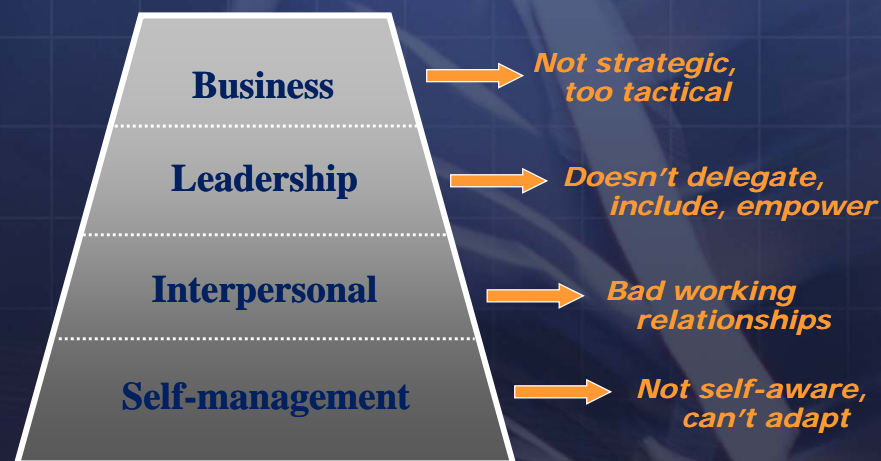 Business
Not strategic,
too tactical
Leadership
Doesn't delegate,
include, empower
Interpersonal
Bad working
relationships
Self-management
Not self-aware,
can't adapt